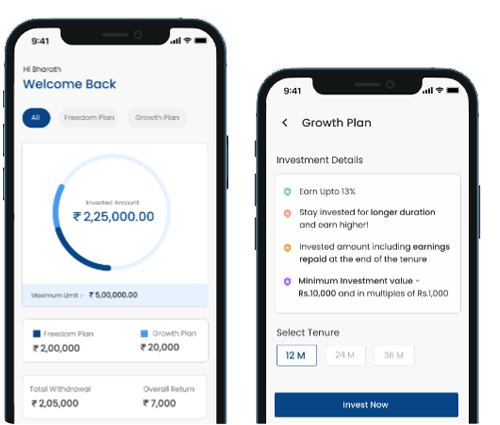 9:41
Hi Bharath
Welcome Back
All Freedom Plan Growth Plan
Invested Amount
₹ 2,25,000.00
Maximum Limit :- ₹ 5,00,000.00
Freedom Plan Growth Plan
₹ 2,00,000 ₹ 20,000
Total Withdrawal Overall Return
₹ 2,05,000 ₹ 7,000
9:41
Growth Plan
Investment Details
Earn Upto 13%
Stay invested for longer duration
and earn higher!
Invested amount including earnings
repaid at the end of the tenure
Minimum Investment value -
Rs.10,000 and in multiples of Rs.1,000
Select Tenure
12 M 24 M 36 M
Invest Now